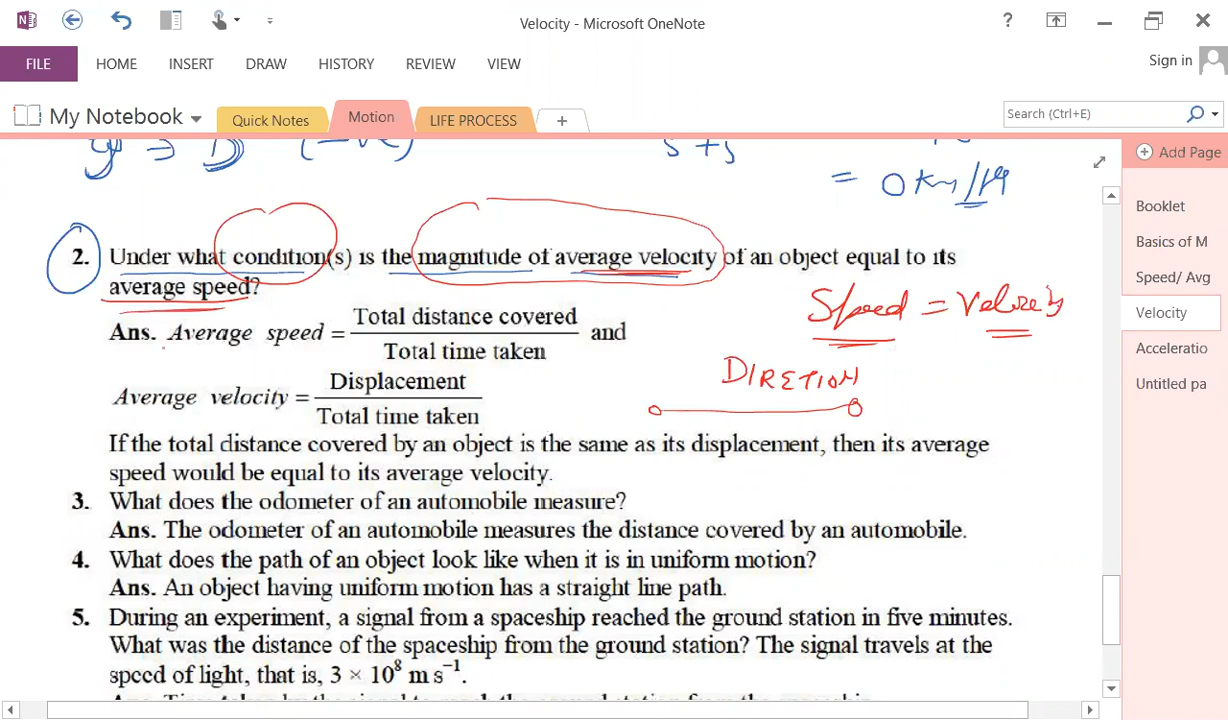 Velocity - Microsoft OneNote
?
FILE HOME INSERT DRAW HISTORY REVIEW VIEW
Sign in
My Notebook Quick Notes Motion LIFE PROCESS +
Search (Ctrl+E)
Add Page
Booklet
Basics of M
Speed/ Avg
Velocity
Acceleratio
Untitled pa
D (-ve)
= 0 km/hr
2. Under what condition(s) is the magnitude of average velocity of an object equal to its
average speed?
Speed = Velocity
Ans. Average speed = Total distance covered / Total time taken and
DIRETION
Average velocity = Displacement / Total time taken
If the total distance covered by an object is the same as its displacement, then its average
speed would be equal to its average velocity.
3. What does the odometer of an automobile measure?
Ans. The odometer of an automobile measures the distance covered by an automobile.
4. What does the path of an object look like when it is in uniform motion?
Ans. An object having uniform motion has a straight line path.
5. During an experiment, a signal from a spaceship reached the ground station in five minutes.
What was the distance of the spaceship from the ground station? The signal travels at the
speed of light, that is, 3 × 10⁸ m s⁻¹.